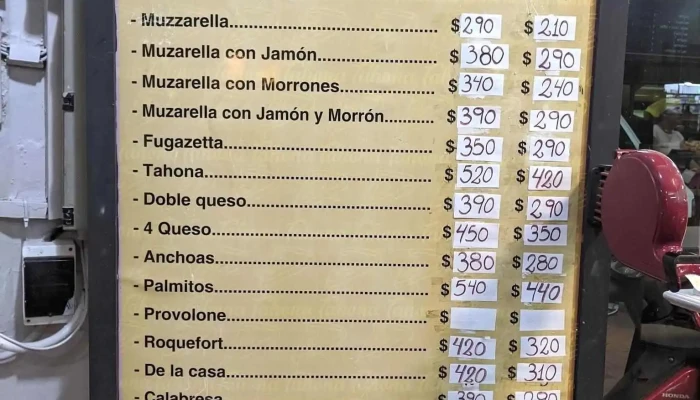 - Muzzarella........................................ $ 290 $ 210
- Muzarella con Jamón........................ $ 380 $ 290
- Muzarella con Morrones................... $ 340 $ 240
- Muzarella con Jamón y Morrón.......... $ 390 $ 290
- Fugazetta.......................................... $ 350 $ 290
- Tahona.............................................. $ 520 $ 420
- Doble queso...................................... $ 390 $ 290
- 4 Queso............................................ $ 450 $ 350
- Anchoas............................................ $ 380 $ 280
- Palmitos............................................ $ 540 $ 440
- Provolone.......................................... $ $
- Roquefort.......................................... $ 420 $ 320
- De la casa......................................... $ 420 $ 310
- Calabresa
HONDA